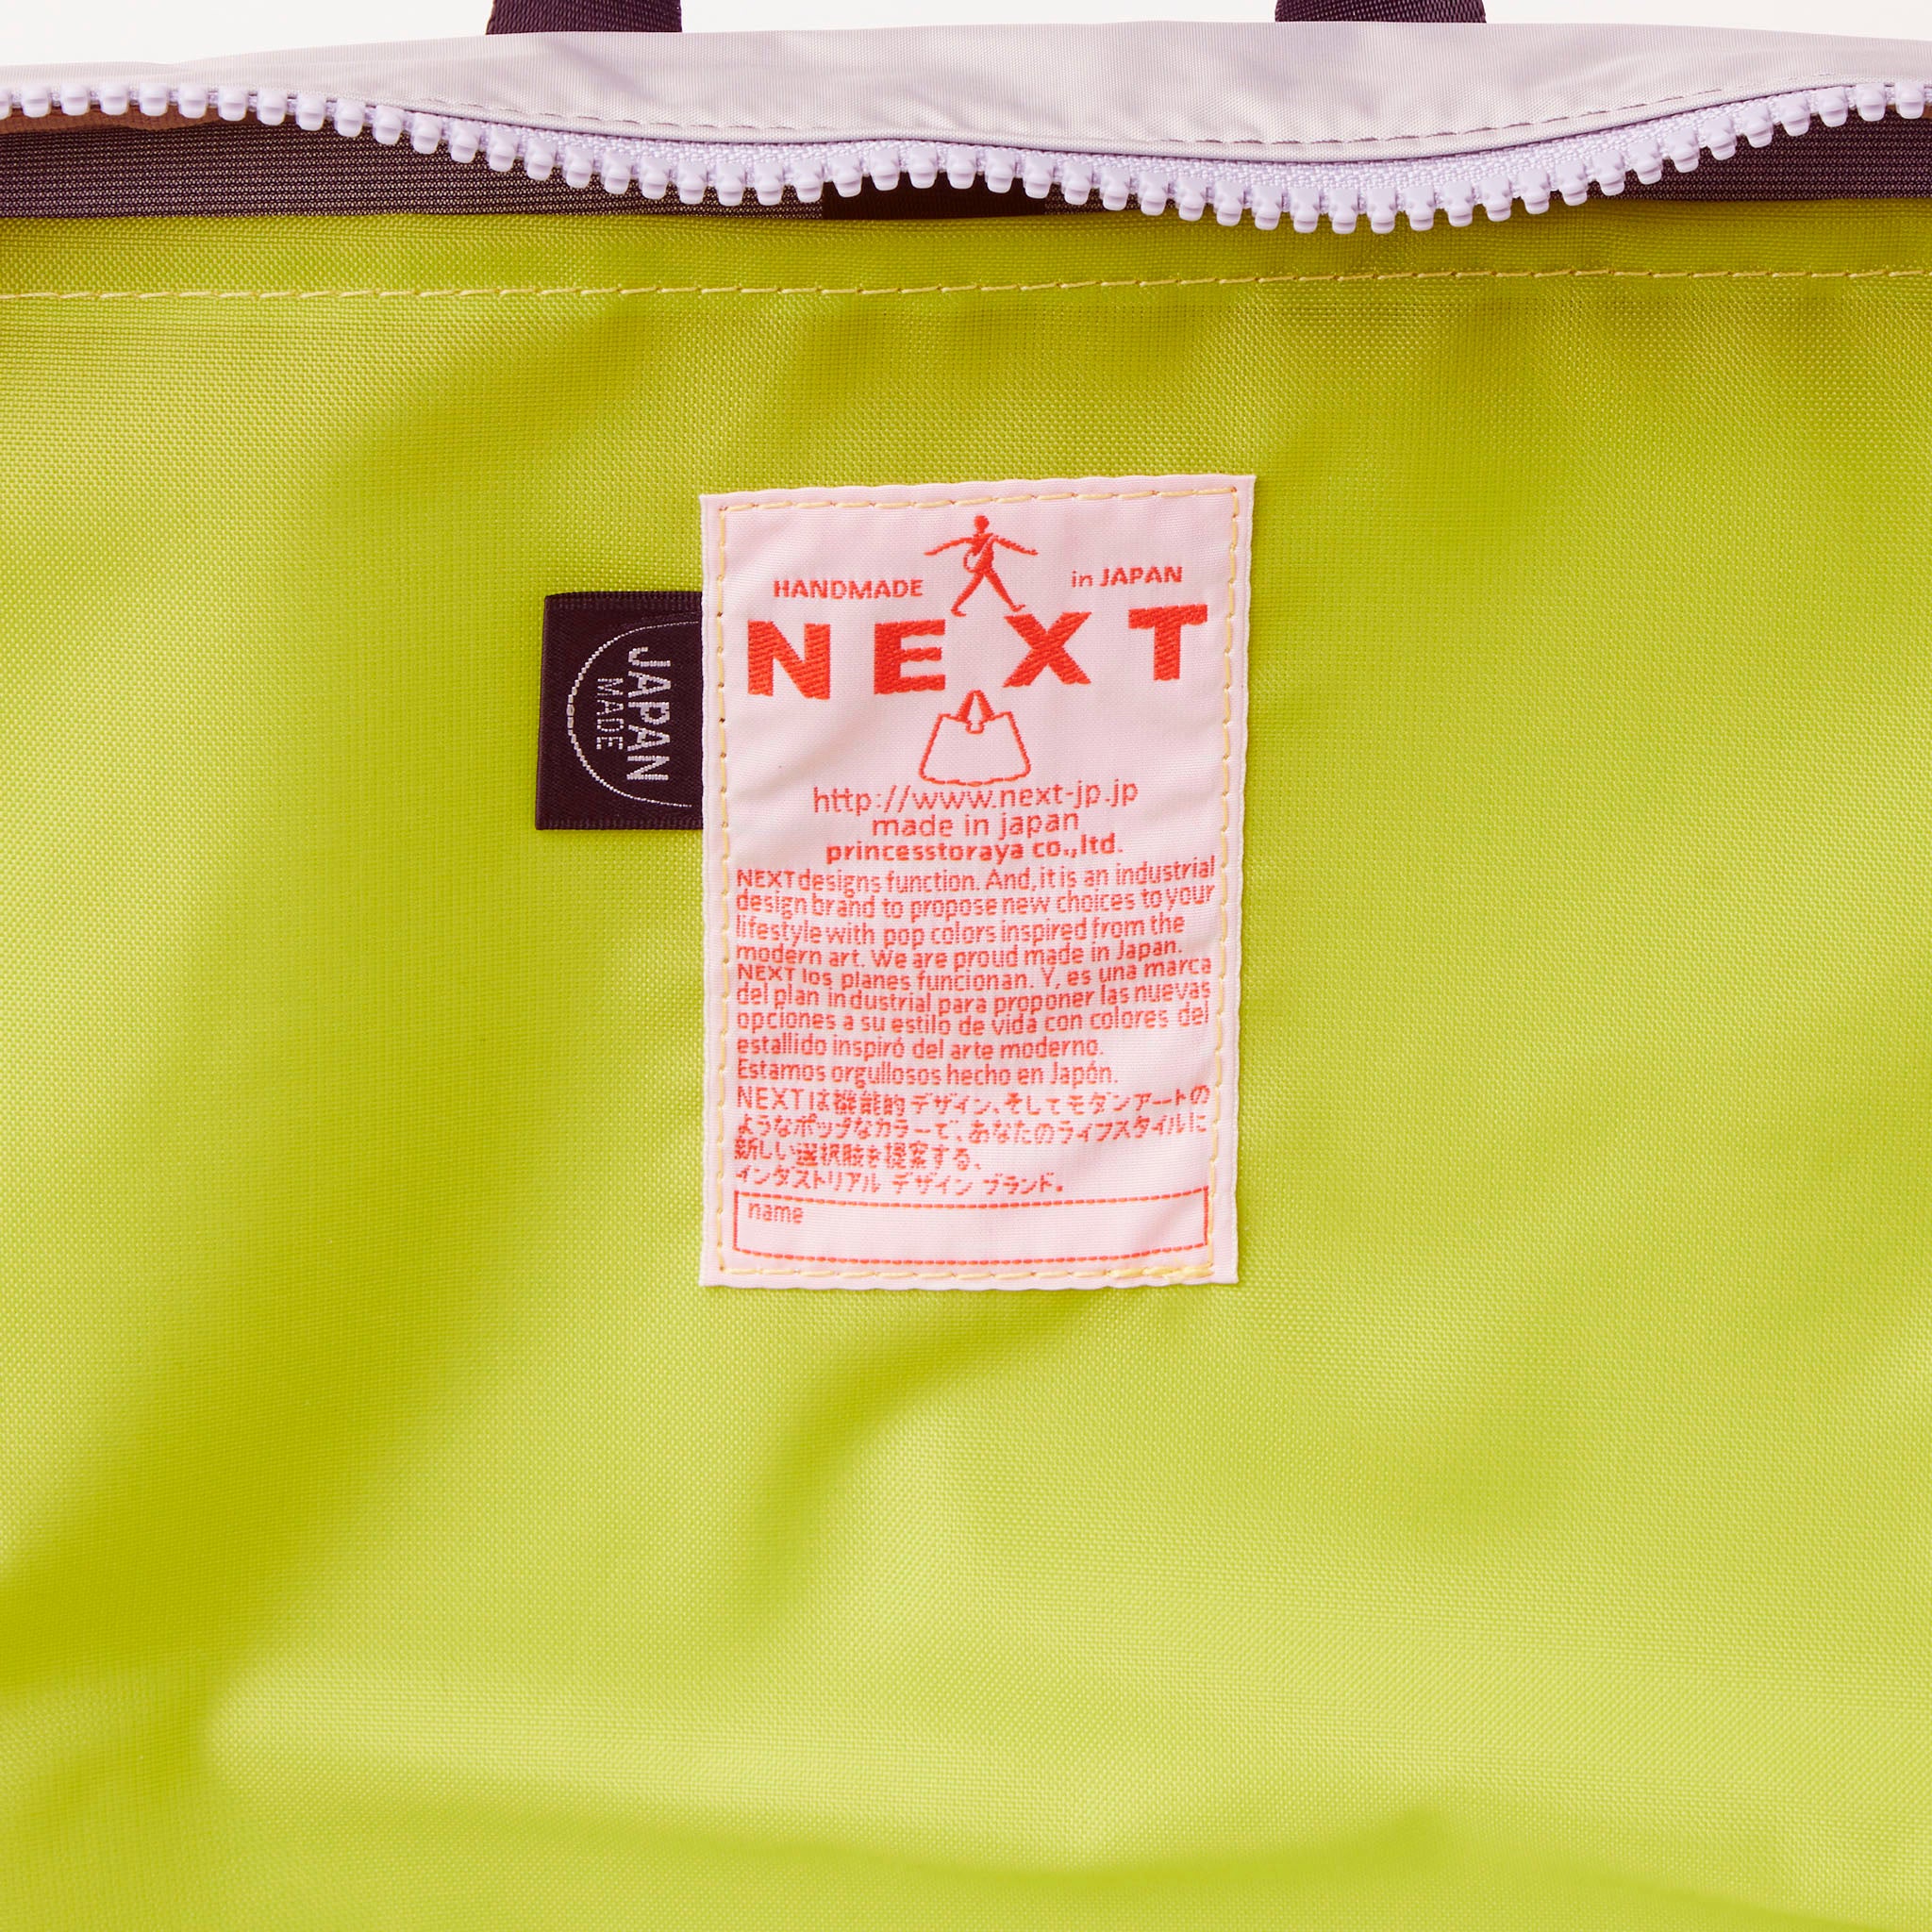 HANDMADE in JAPAN
NEXT
JAPAN
MADE
http://www.next-jp.jp
made in japan
princesstoraya co.,ltd.
NEXT designs function. And, it is an industrial
design brand to propose new choices to your
lifestyle with pop colors inspired from the
modern art. We are proud made in Japan.
NEXT los planes funcionan. Y, es una marca
del plan industrial para proponer las nuevas
opciones a su estilo de vida con colores del
estallido inspiró del arte moderno.
Estamos orgullosos hecho en Japón.
NEXTは機能的デザイン、そしてモダンアートの
ようなポップなカラーで、あなたのライフスタイルに
新しい選択肢を提案する、
インダストリアル デザイン ブランド.
name